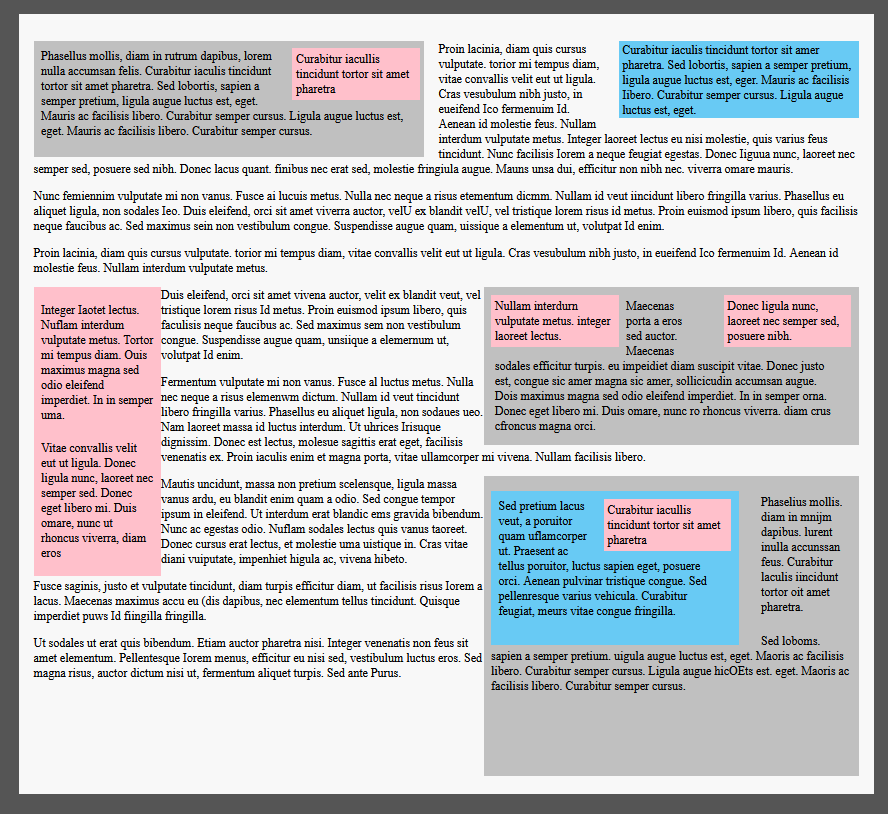 Phasellus mollis, diam in rutrum dapibus, lorem
nulla accumsan felis. Curabitur iaculis tincidunt
tortor sit amet pharetra. Sed lobortis, sapien a
semper pretium, ligula augue luctus est, eget.
Mauris ac facilisis libero. Curabitur semper cursus. Ligula augue luctus est,
eget. Mauris ac facilisis libero. Curabitur semper cursus.
Curabitur iacullis
tincidunt tortor sit amet
pharetra
Proin lacinia, diam quis cursus
vulputate. torior mi tempus diam,
vitae convallis velit eut ut ligula.
Cras vesubulum nibh justo, in
eueifend Ico fermenuim Id.
Aenean id molestie feus. Nullam
interdum vulputate metus. Integer laoreet lectus eu nisi molestie, quis varius feus
tincidunt. Nunc facilisis Iorem a neque feugiat egestas. Donec Iiguua nunc, laoreet nec
semper sed, posuere sed nibh. Donec lacus quant. finibus nec erat sed, molestie fringiula augue. Mauns unsa dui, efficitur non nibh nec. viverra omare mauris.
Curabitur iaculis tincidunt tortor sit amer
pharetra. Sed lobortis, sapien a semper pretium,
ligula augue luctus est, eger. Mauris ac facilisis
Iibero. Curabitur semper cursus. Ligula augue
luctus est, eget.
Nunc femiennim vulputate mi non vanus. Fusce ai lucuis metus. Nulla nec neque a risus etementum dicmm. Nullam id veut iincidunt libero fringilla varius. Phasellus eu
aliquet ligula, non sodales Ieo. Duis eleifend, orci sit amet viverra auctor, velU ex blandit velU, vel tristique lorem risus id metus. Proin euismod ipsum libero, quis facilisis
neque faucibus ac. Sed maximus sein non vestibulum congue. Suspendisse augue quam, uissique a elementum ut, volutpat Id enim.
Proin lacinia, diam quis cursus vulputate. torior mi tempus diam, vitae convallis velit eut ut ligula. Cras vesubulum nibh justo, in eueifend Ico fermenuim Id. Aenean id
molestie feus. Nullam interdum vulputate metus.
Integer Iaotet lectus.
Nuflam interdum
vulputate metus. Tortor
mi tempus diam. Ouis
maximus magna sed
odio eleifend
imperdiet. In in semper
uma.
Vitae convallis velit
eut ut ligula. Donec
ligula nunc, laoreet nec
semper sed. Donec
eget libero mi. Duis
omare, nunc ut
rhoncus viverra, diam
eros
Duis eleifend, orci sit amet vivena auctor, velit ex blandit veut, vel
tristique lorem risus Id metus. Proin euismod ipsum libero, quis
faculisis neque faucibus ac. Sed maximus sem non vestibulum
congue. Suspendisse augue quam, unsiique a elemernum ut,
volutpat Id enim.
Fermentum vulputate mi non vanus. Fusce al luctus metus. Nulla
nec neque a risus elemenwm dictum. Nullam id veut tincidunt
libero fringilla varius. Phasellus eu aliquet ligula, non sodaues ueo.
Nam laoreet massa id luctus interdum. Ut uhrices Irisuque
dignissim. Donec est lectus, molesue sagittis erat eget, facilisis
venenatis ex. Proin iaculis enim et magna porta, vitae ullamcorper mi vivena. Nullam facilisis libero.
Mautis uncidunt, massa non pretium scelensque, ligula massa
vanus ardu, eu blandit enim quam a odio. Sed congue tempor
ipsum in eleifend. Ut interdum erat blandic ems gravida bibendum.
Nunc ac egestas odio. Nuflam sodales lectus quis vanus taoreet.
Donec cursus erat lectus, et molestie uma uistique in. Cras vitae
diani vuiputate, impenhiet higula ac, vivena hibeto.
Fusce saginis, justo et vulputate tincidunt, diam turpis efficitur diam, ut facilisis risus Iorem a
lacus. Maecenas maximus accu eu (dis dapibus, nec elementum tellus tincidunt. Quisque
imperdiet puws Id fiingilla fringilla.
Ut sodales ut erat quis bibendum. Etiam auctor pharetra nisi. Integer venenatis non feus sit
amet elementum. Pellentesque Iorem menus, efficitur eu nisi sed, vestibulum luctus eros. Sed
magna risus, auctor dictum nisi ut, fermentum aliquet turpis. Sed ante Purus.
Nullam interdurn
vulputate metus. integer
laoreet lectus.
Maecenas
porta a eros
sed auctor.
Maecenas
Donec ligula nunc,
laoreet nec semper sed,
posuere nibh.
sodales efficitur turpis. eu impeidiet diam suscipit vitae. Donec justo
est, congue sic amer magna sic amer, sollicicudin accumsan augue.
Dois maximus magna sed odio eleifend imperdiet. In in semper orna.
Donec eget libero mi. Duis omare, nunc ro rhoncus viverra. diam crus
cfroncus magna orci.
Sed pretium lacus
veut, a poruitor
quam uflamcorper
ut. Praesent ac
tellus poruitor, luctus sapien eget, posuere
orci. Aenean pulvinar tristique congue. Sed
pellenresque varius vehicula. Curabitur
feugiat, meurs vitae congue fringilla.
Curabitur iacullis
tincidunt tortor sit amet
pharetra
Phaselius mollis.
diam in mnijm
dapibus. lurent
inulla accunssan
feus. Curabitur
laculis iincidunt
tortor oit amet
pharetra.
Sed loboms.
sapien a semper pretium. uigula augue luctus est, eget. Maoris ac facilisis
libero. Curabitur semper cursus. Ligula augue hicOEts est. eget. Maoris ac
facilisis libero. Curabitur semper cursus.